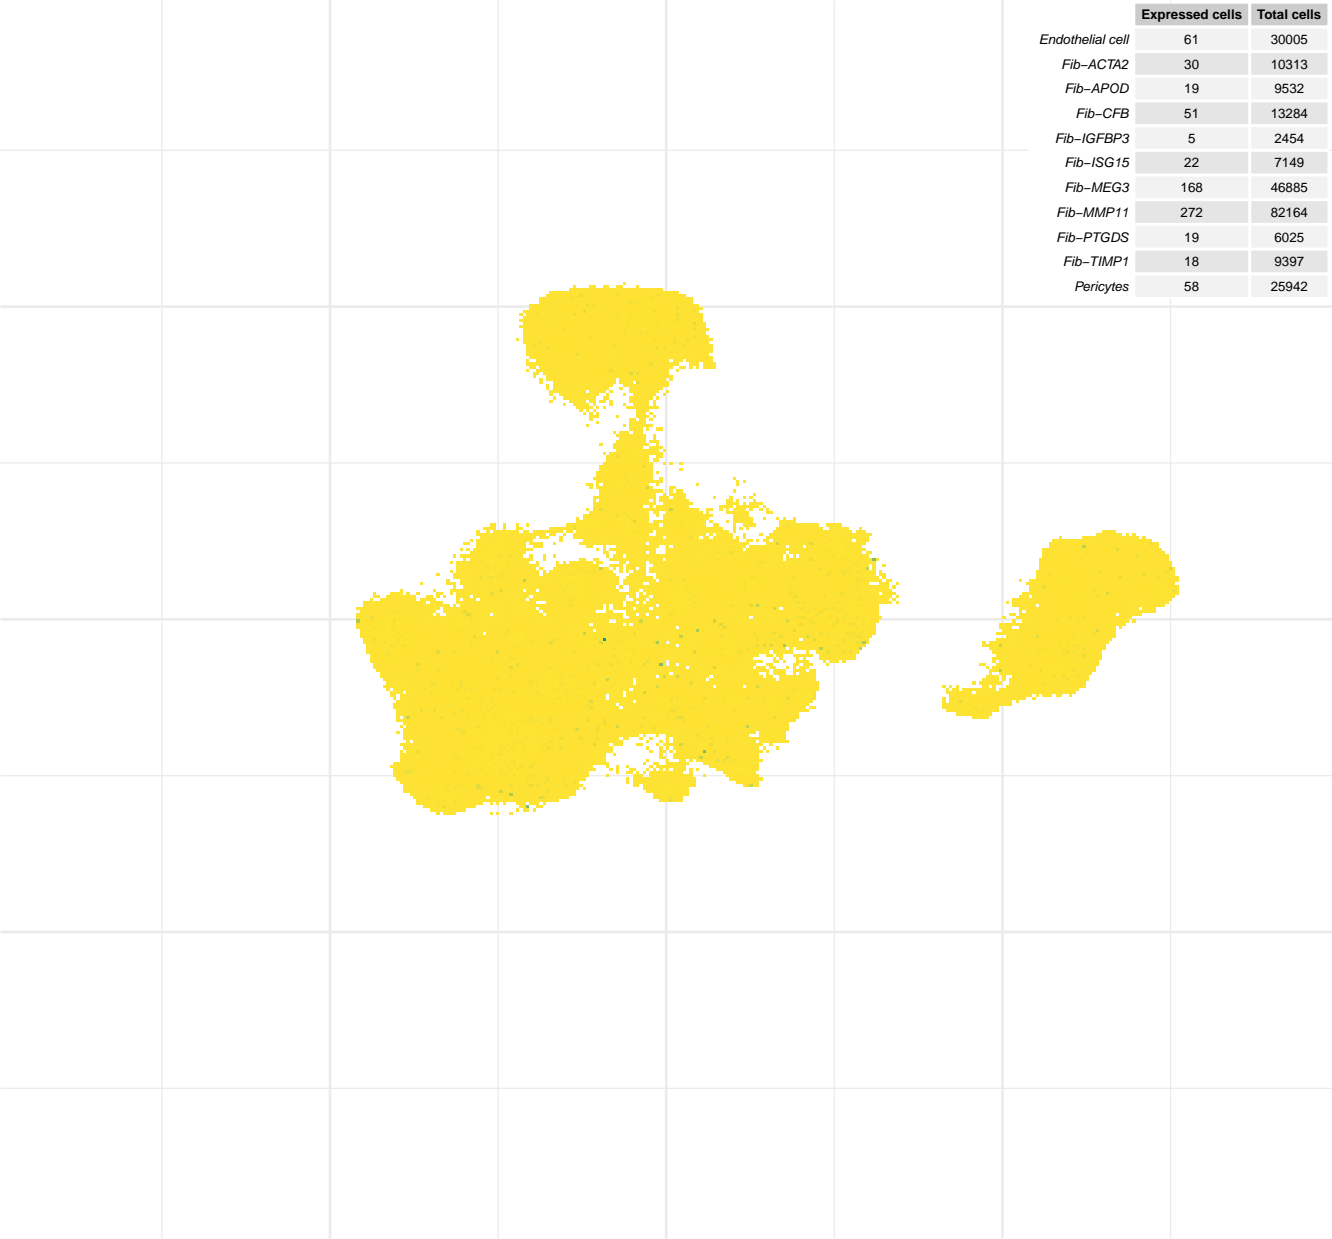 Expressed cells Total cells
Endothelial cell 61 30005
Fib−ACTA2 30 10313
Fib−APOD 19 9532
Fib−CFB 51 13284
Fib−IGFBP3 5 2454
Fib−ISG15 22 7149
Fib−MEG3 168 46885
Fib−MMP11 272 82164
Fib−PTGDS 19 6025
Fib−TIMP1 18 9397
Pericytes 58 25942